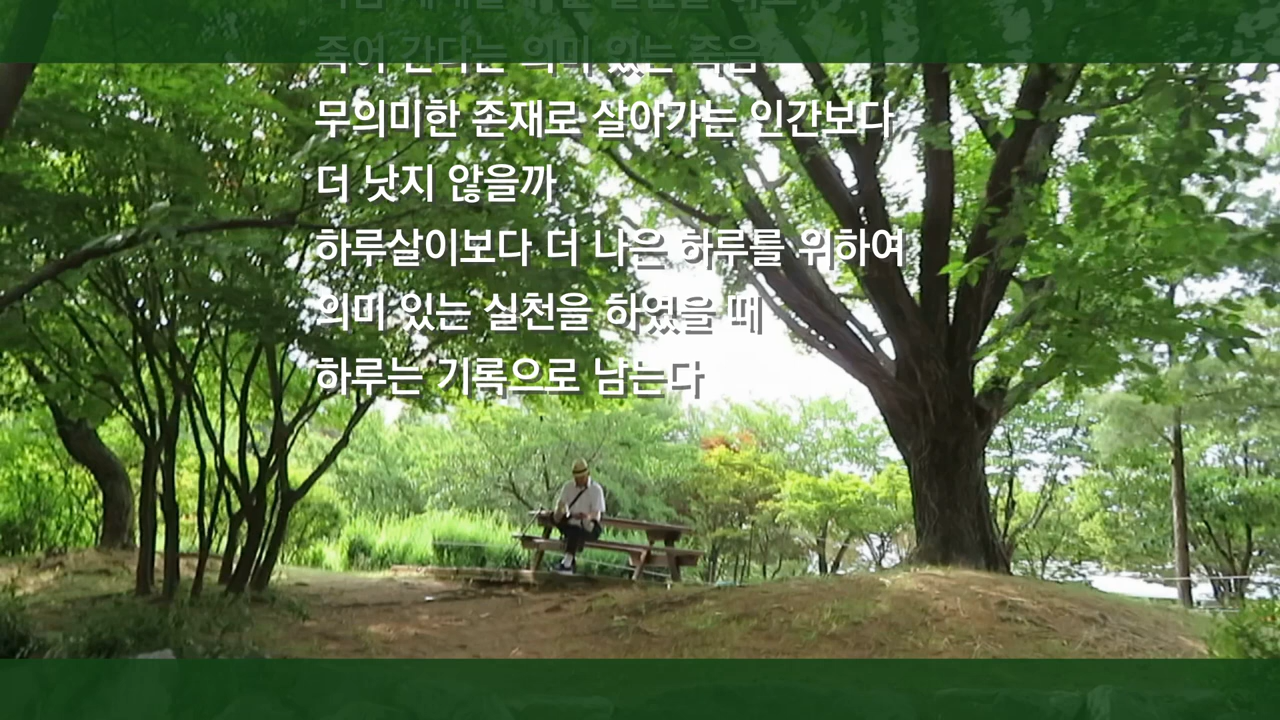 죽어 간다는 의미 있는 죽음
무의미한 존재로 살아가는 인간보다
더 낫지 않을까
하루살이보다 더 나은 하루를 위하여
의미 있는 실천을 하였을 때
하루는 기록으로 남는다